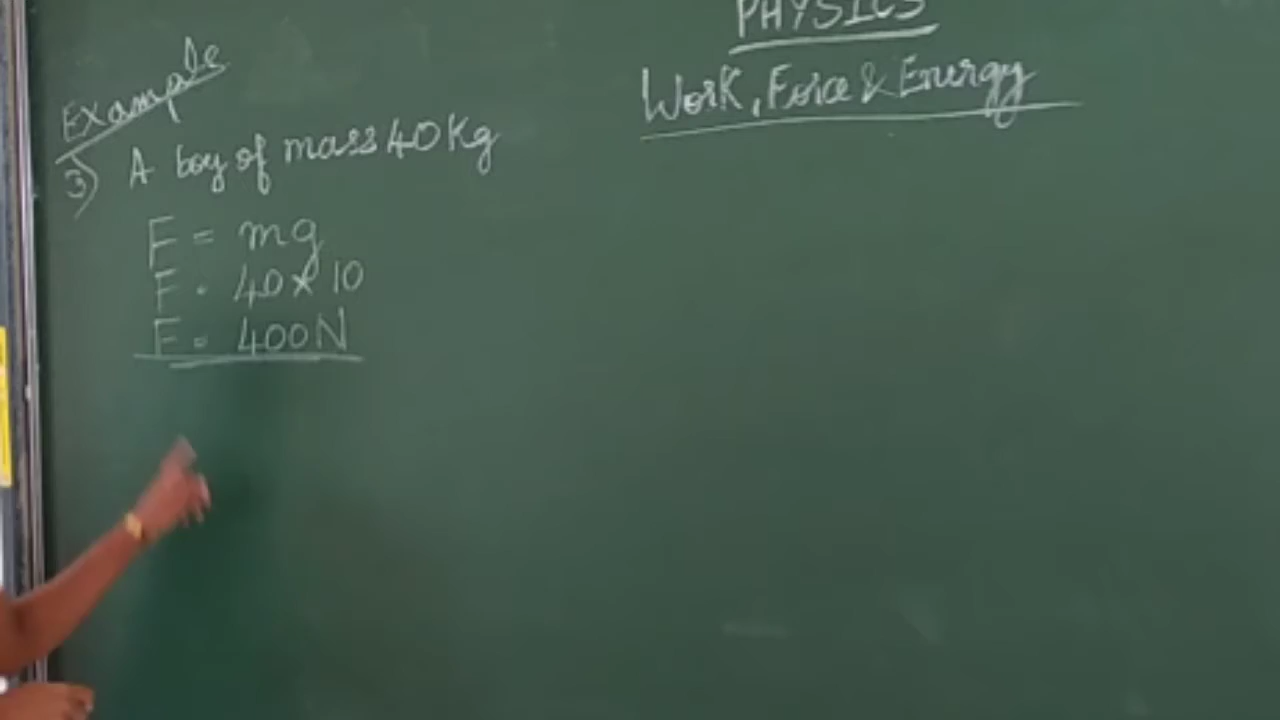 PHYSICS
Work, Force & Energy
Example
3) A boy of mass 40 Kg
F = mg
F = 40 × 10
F = 400 N